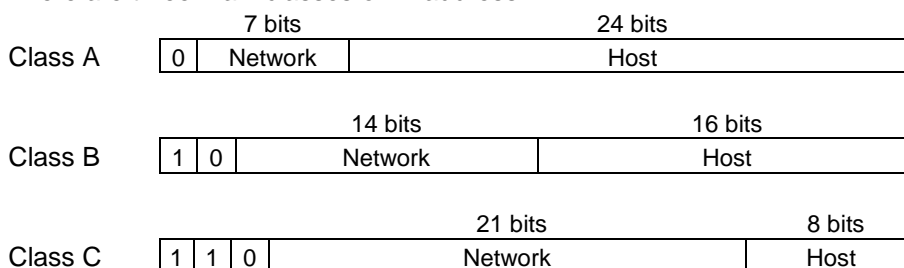 7 bits 24 bits
Class A 0 Network Host
14 bits 16 bits
Class B 1 0 Network Host
21 bits 8 bits
Class C 1 1 0 Network Host